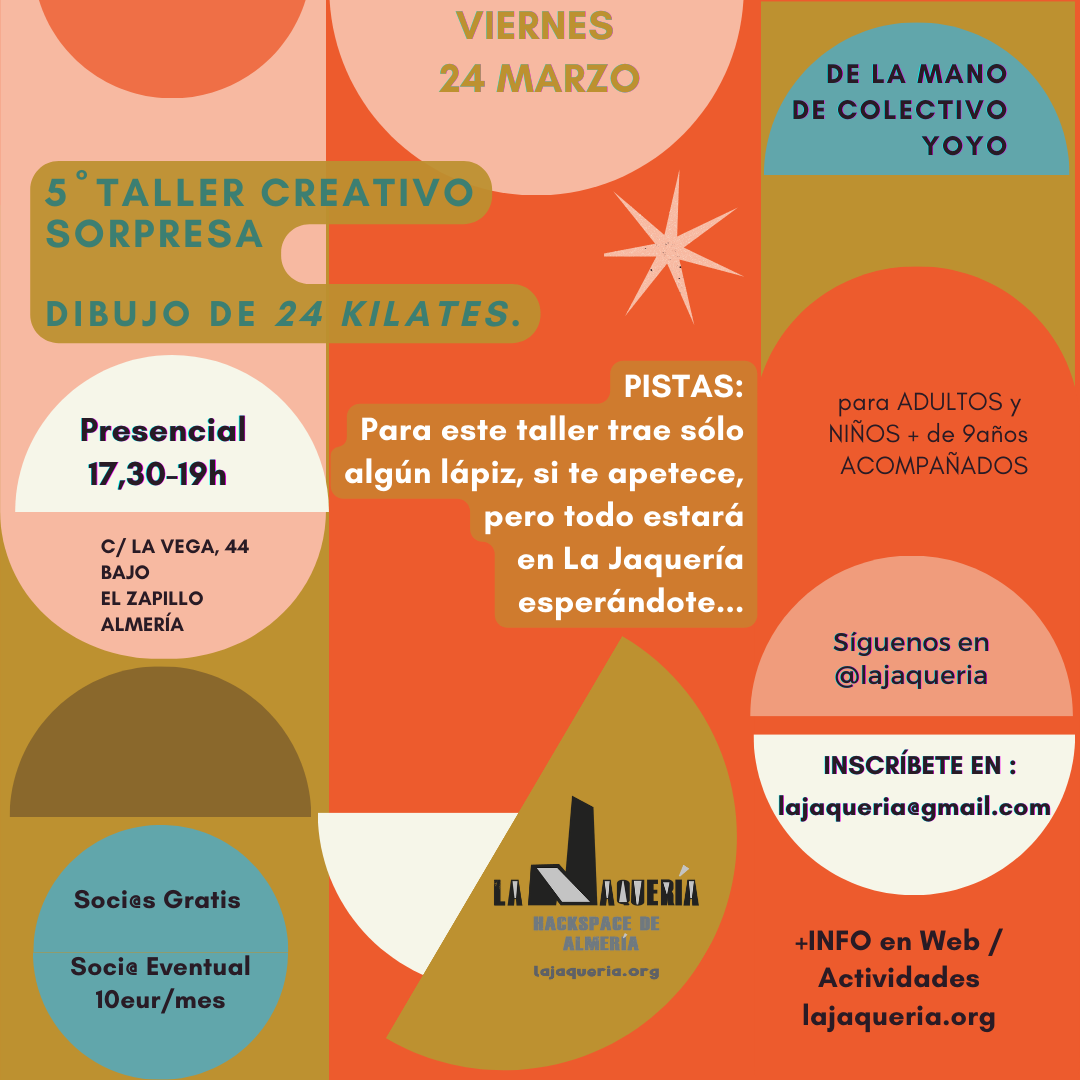 VIERNES
24 MARZO
DE LA MANO
DE COLECTIVO
YOYO
5°TALLER CREATIVO
SORPRESA
DIBUJO DE 24 KILATES.
Presencial
17,30-19h
C/ LA VEGA, 44
BAJO
EL ZAPILLO
ALMERÍA
PISTAS:
Para este taller trae sólo
algún lápiz, si te apetece,
pero todo estará
en La Jaquería
esperándote...
para ADULTOS y
NIÑOS + de 9años
ACOMPAÑADOS
Síguenos en
@lajaqueria
INSCRÍBETE EN :
lajaqueria@gmail.com
Soci@s Gratis
Soci@ Eventual
10eur/mes
LA JAQUERÍA
HACKSPACE DE
ALMERÍA
lajaqueria.org
+INFO en Web /
Actividades
lajaqueria.org